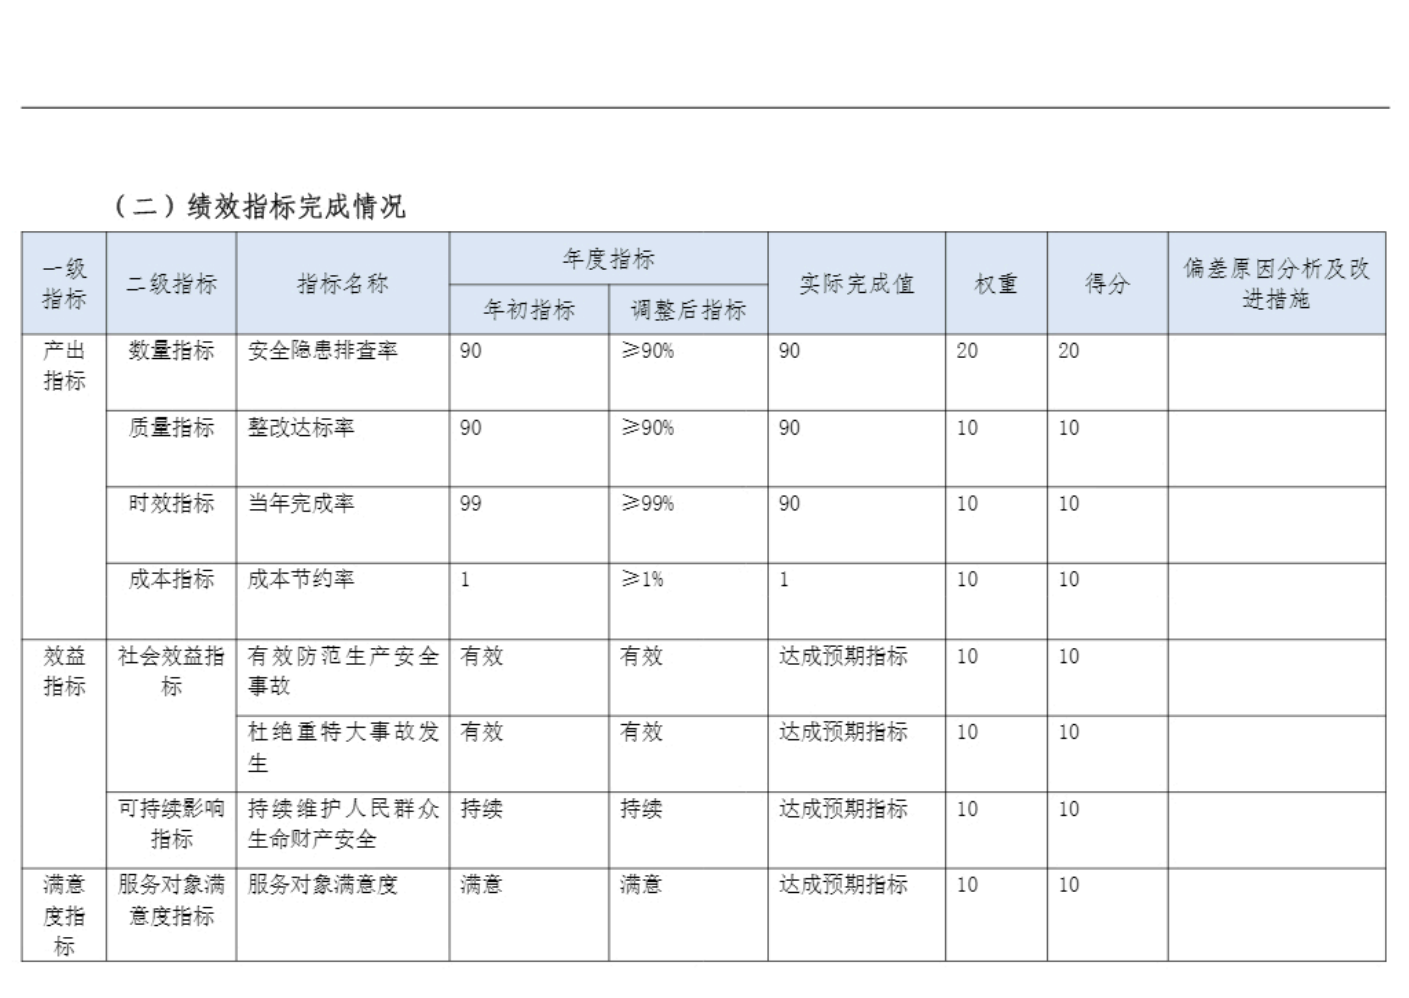 （二）绩效指标完成情况
一级
指标
二级指标
指标名称
年度指标
年初指标
调整后指标
实际完成值
权重
得分
偏差原因分析及改
进措施
产出
指标
数量指标
安全隐患排查率
90
≥90%
90
20
20
质量指标
整改达标率
90
≥90%
90
10
10
时效指标
当年完成率
99
≥99%
90
10
10
成本指标
成本节约率
1
≥1%
1
10
10
效益
指标
社会效益指
标
有效防范生产安全
事故
有效
有效
达成预期指标
10
10
杜绝重特大事故发
生
有效
有效
达成预期指标
10
10
可持续影响
指标
持续维护人民群众
生命财产安全
持续
持续
达成预期指标
10
10
满意
度指
标
服务对象满
意度指标
服务对象满意度
满意
满意
达成预期指标
10
10